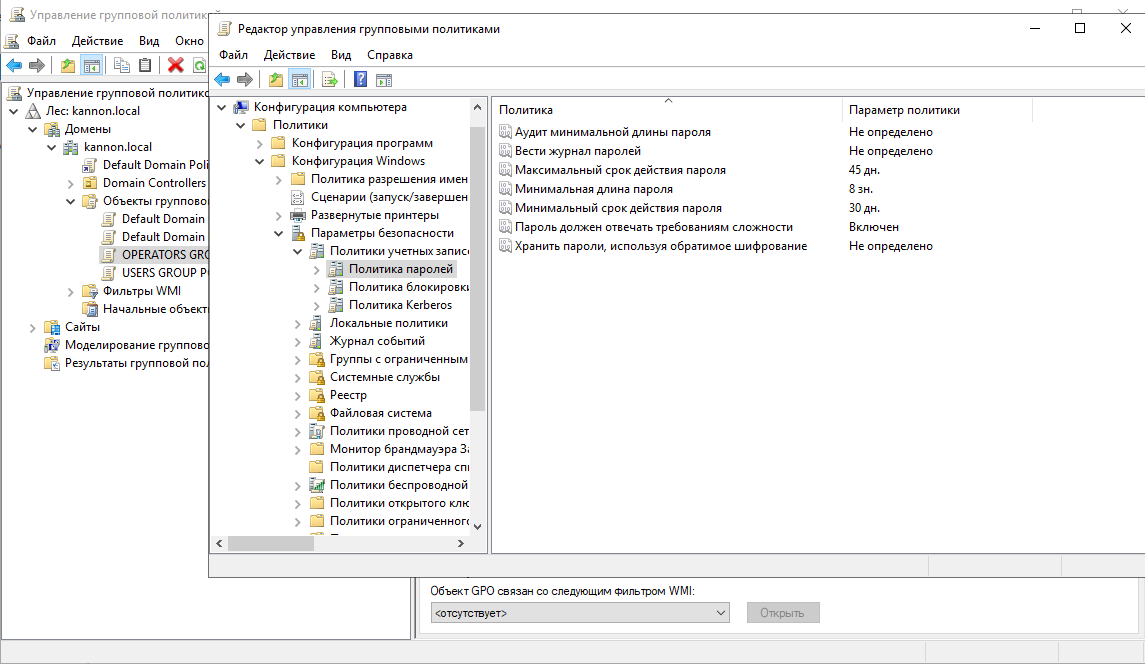 Управление групповой политикой
Файл Действие Вид Окно
Управление групповой политико
Лес: kannon.local
Домены
kannon.local
Default Domain Poli
Domain Controllers
Объекты групповo
Default Domain
Default Domain
OPERATORS GRO
USERS GROUP P
Фильтры WMI
Начальные объект
Сайты
Моделирование группово
Результаты групповой пол
Редактор управления групповыми политиками
Файл Действие Вид Справка
Конфигурация компьютера
Политики
Конфигурация программ
Конфигурация Windows
Политика разрешения имен
Сценарии (запуск/завершен
Развернутые принтеры
Параметры безопасности
Политики учетных записе
Политика паролей
Политика блокировки
Политика Kerberos
Локальные политики
Журнал событий
Группы с ограниченным
Системные службы
Реестр
Файловая система
Политики проводной сет
Монитор брандмауэра За
Политики диспетчера спи
Политики беспроводной
Политики открытого клю
Политики ограниченного
Политика Параметр политики
Аудит минимальной длины пароля Не определено
Вести журнал паролей Не определено
Максимальный срок действия пароля 45 дн.
Минимальная длина пароля 8 зн.
Минимальный срок действия пароля 30 дн.
Пароль должен отвечать требованиям сложности Включен
Хранить пароли, используя обратимое шифрование Не определено
Объект GPO связан со следующим фильтром WMI:
<отсутствует> Открыть